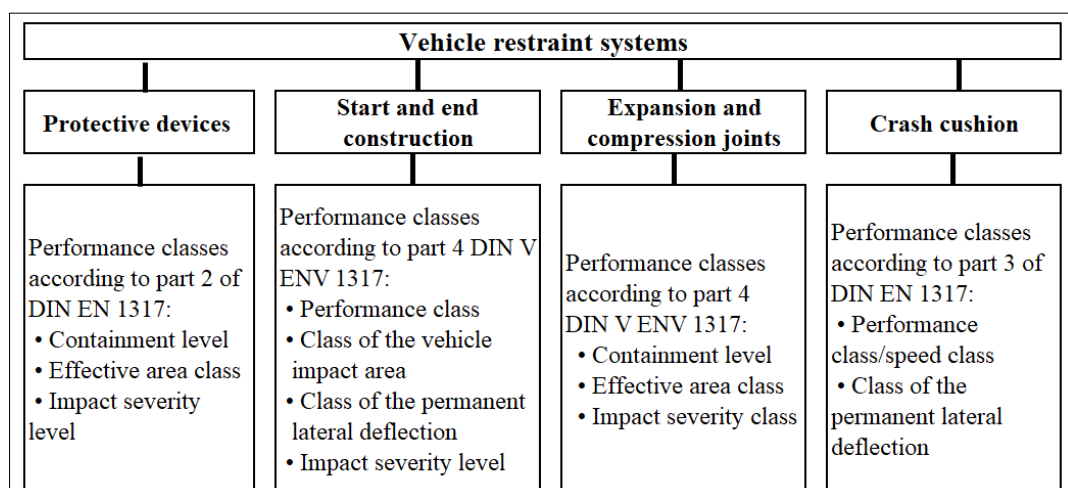 Vehicle restraint systems
Protective devices
Start and end
construction
Expansion and
compression joints
Crash cushion
Performance classes
according to part 2 of
DIN EN 1317:
• Containment level
• Effective area class
• Impact severity
level
Performance classes
according to part 4 DIN V
ENV 1317:
• Performance class
• Class of the vehicle
impact area
• Class of the permanent
lateral deflection
• Impact severity level
Performance classes
according to part 4
DIN V ENV 1317:
• Containment level
• Effective area class
• Impact severity class
Performance classes
according to part 3 of
DIN EN 1317:
• Performance
class/speed class
• Class of the
permanent lateral
deflection